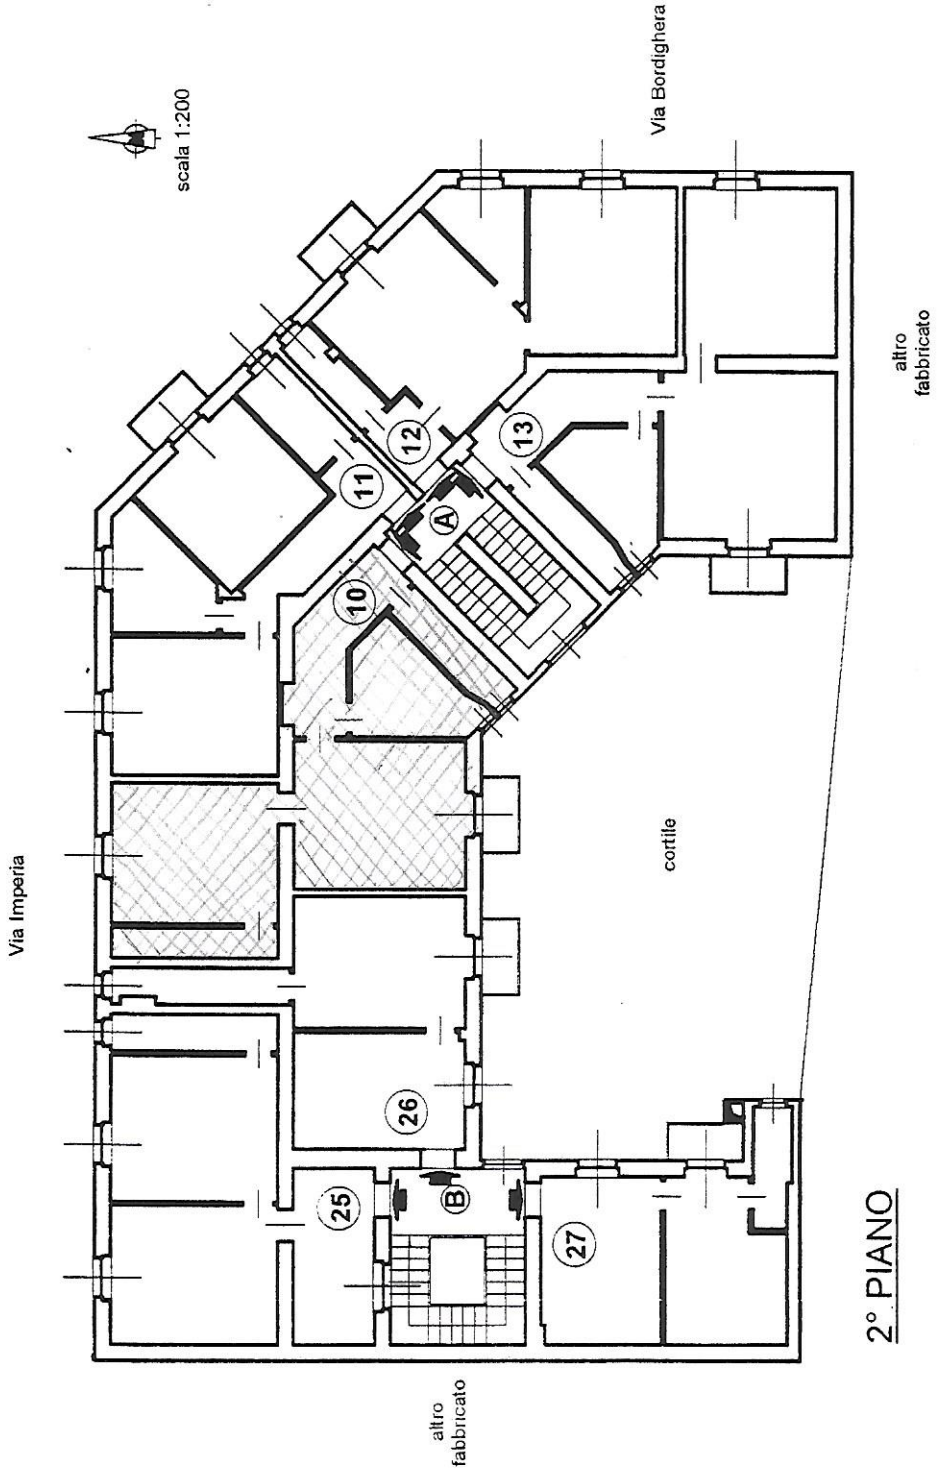 Via Imperia
scala 1:200
Via Bordighera
altro
fabbricato
11
12
13
A
10
cortile
26
25
B
27
altro
fabbricato
2° PIANO